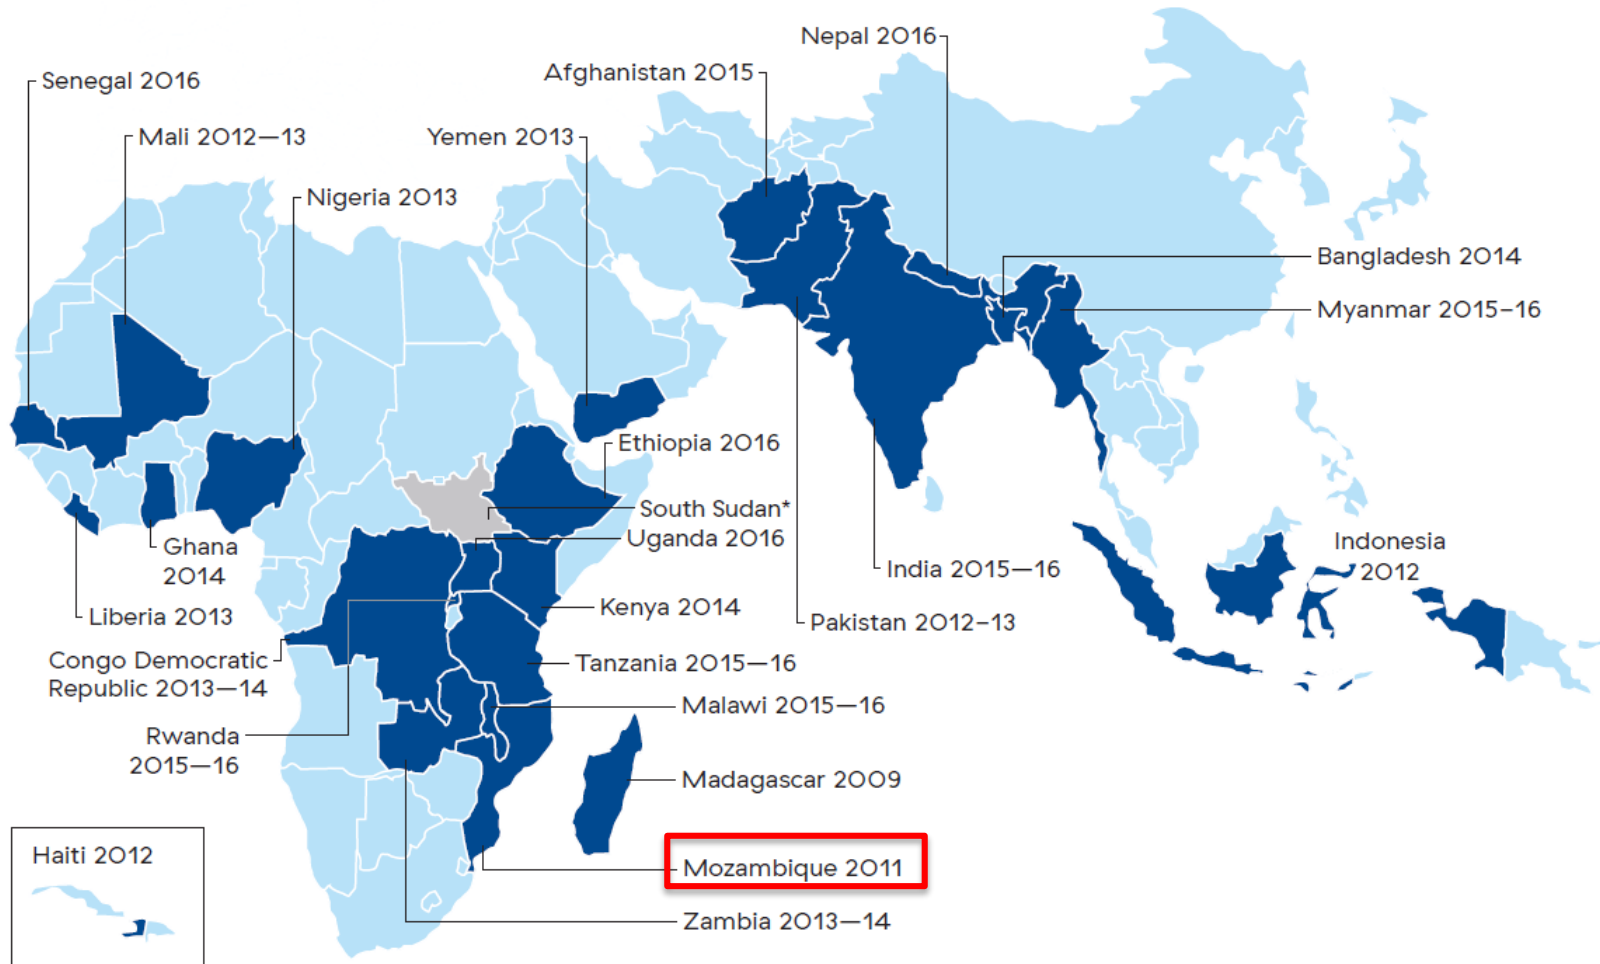 Nepal 2016
Afghanistan 2015
Senegal 2016
Mali 2012—13
Yemen 2013
Nigeria 2013
Bangladesh 2014
Myanmar 2015–16
Ethiopia 2016
South Sudan*
Uganda 2016
Ghana
2014
Indonesia
2012
India 2015—16
Kenya 2014
Liberia 2013
Pakistan 2012–13
Congo Democratic
Republic 2013—14
Tanzania 2015—16
Malawi 2015—16
Rwanda
2015—16
Madagascar 2009
Haiti 2012
Mozambique 2011
Zambia 2013—14